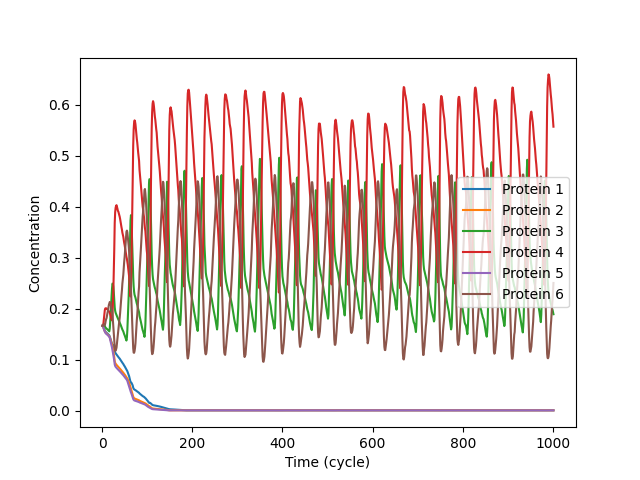 0.6
0.5
0.4
0.3
0.2
0.1
0.0
Concentration
Protein 1
Protein 2
Protein 3
Protein 4
Protein 5
Protein 6
0
200
400
600
800
1000
Time (cycle)